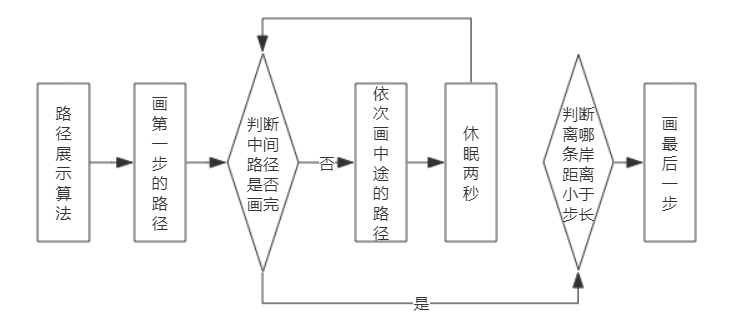 路径展示算法
画第一步的路径
判断
中间
路径
是否
画完
否
依次画中途的路径
休眠两秒
判断
离哪
条岸
距离
小于
步长
画最后一步
是